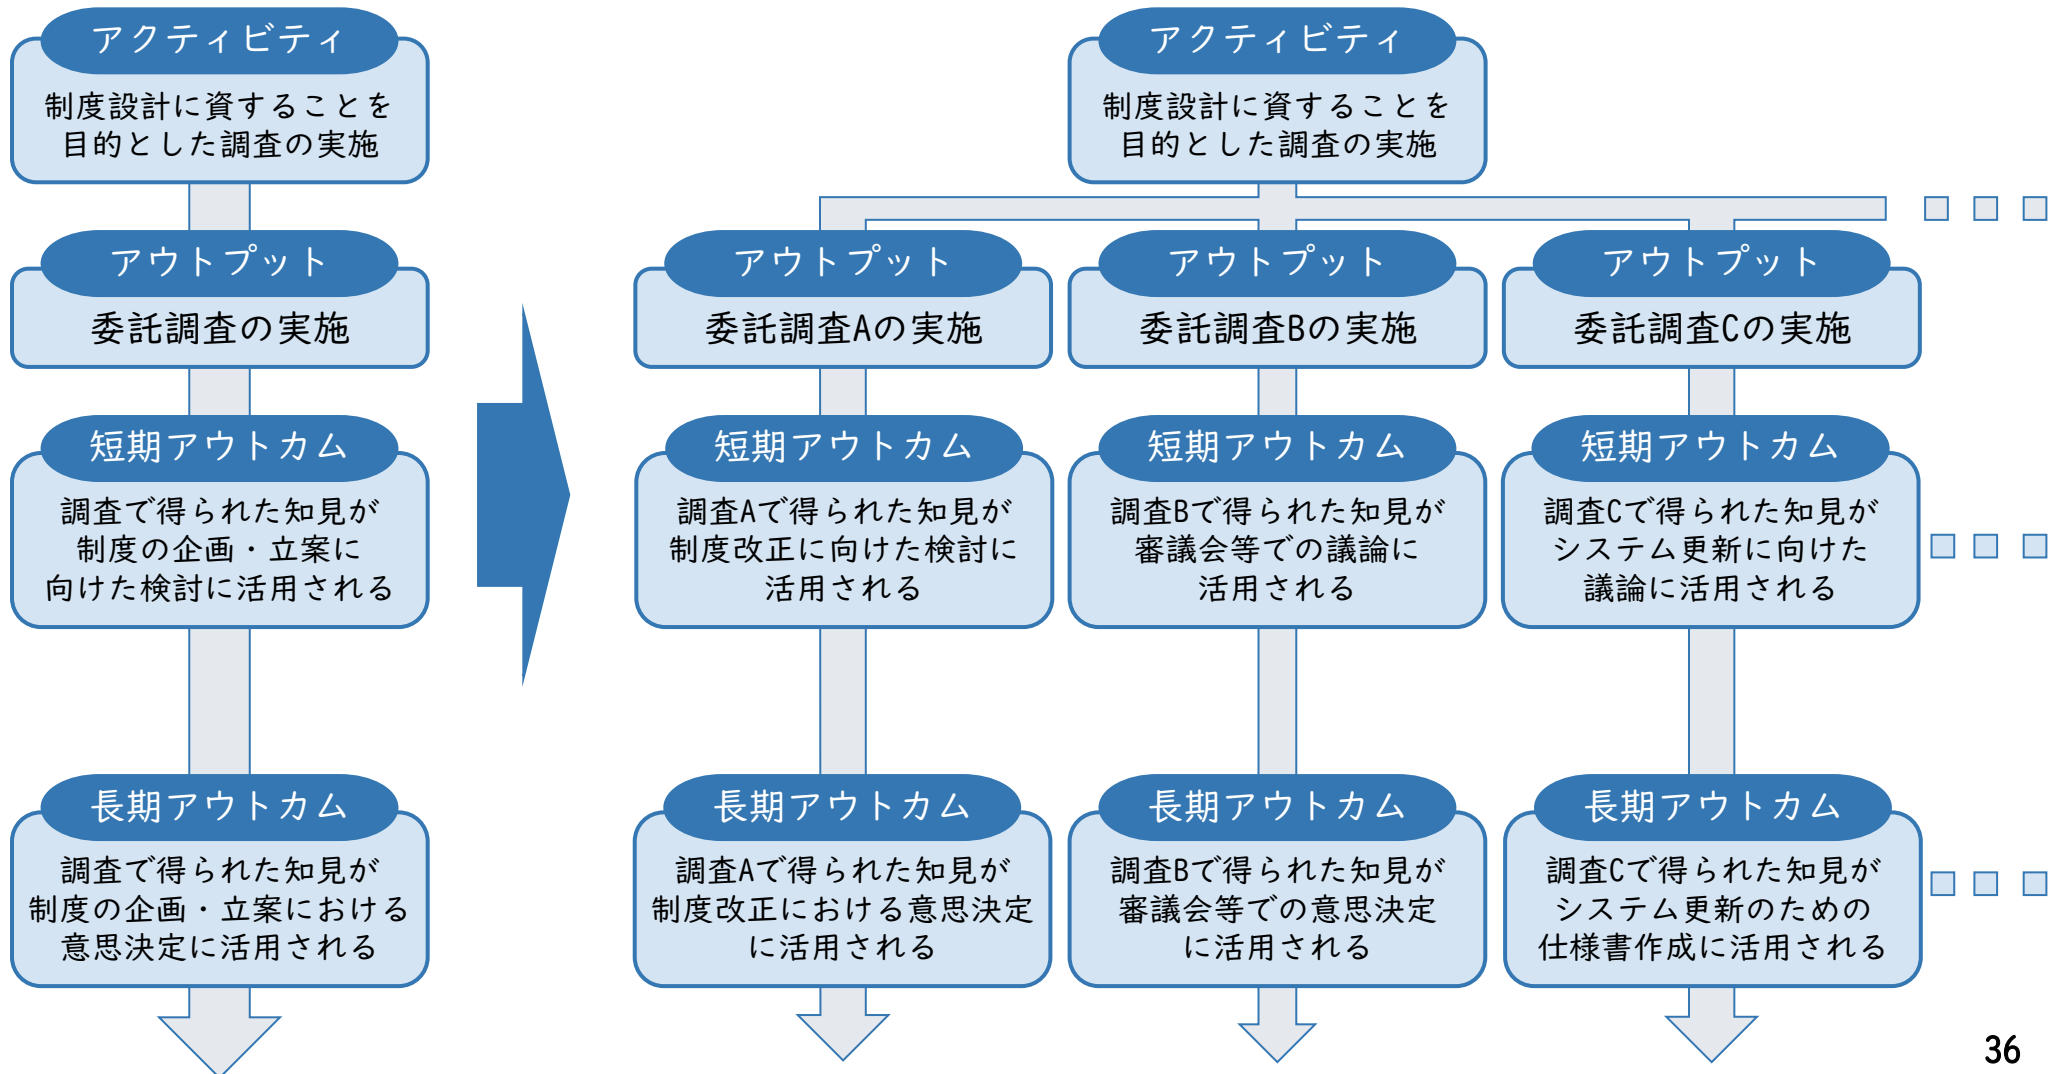 アクティビティ
制度設計に資することを
目的とした調査の実施
アウトプット
委託調査の実施
短期アウトカム
調査で得られた知見が
制度の企画・立案に
向けた検討に活用される
長期アウトカム
調査で得られた知見が
制度の企画・立案における
意思決定に活用される
アクティビティ
制度設計に資することを
目的とした調査の実施
アウトプット
委託調査Aの実施
短期アウトカム
調査Aで得られた知見が
制度改正に向けた検討に
活用される
長期アウトカム
調査Aで得られた知見が
制度改正における意思決定
に活用される
アウトプット
委託調査Bの実施
短期アウトカム
調査Bで得られた知見が
審議会等での議論に
活用される
長期アウトカム
調査Bで得られた知見が
審議会等での意思決定
に活用される
アウトプット
委託調査Cの実施
短期アウトカム
調査Cで得られた知見が
システム更新に向けた
議論に活用される
長期アウトカム
調査Cで得られた知見が
システム更新のための
仕様書作成に活用される
36